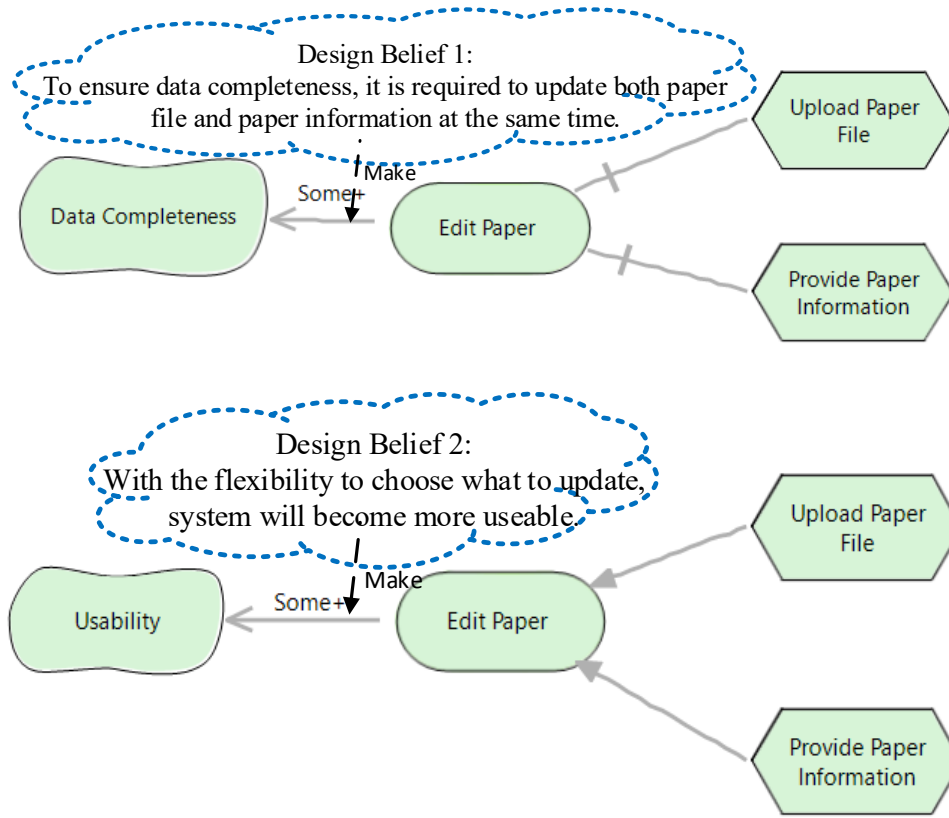 Design Belief 1:
To ensure data completeness, it is required to update both paper
file and paper information at the same time.
Upload Paper
File
Make
Some+
Data Completeness
Edit Paper
Provide Paper
Information
Design Belief 2:
With the flexibility to choose what to update,
system will become more useable.
Upload Paper
File
Make
Some+
Usability
Edit Paper
Provide Paper
Information